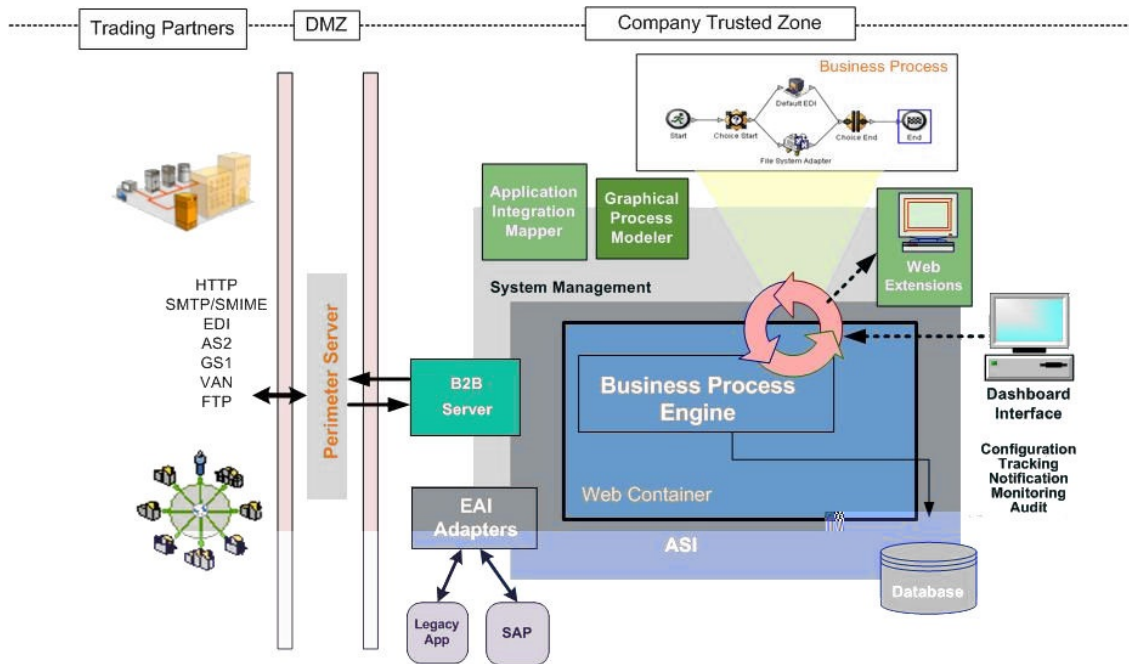 Trading Partners
DMZ
Company Trusted Zone
Business Process
Default EDI
Start
Choice Start
Choice End
End
File System Adapter
Application
Integration
Mapper
Graphical
Process
Modeler
Web
Extensions
System Management
HTTP
SMTP/SMIME
EDI
AS2
GS1
VAN
FTP
Perimeter Server
B2B
Server
Business Process
Engine
Web Container
Dashboard
Interface
Configuration
Tracking
Notification
Monitoring
Audit
EAI
Adapters
ASI
Database
Legacy
App
SAP